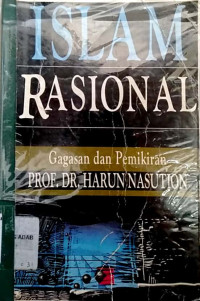 ISLAM
RASIONAL
Gagasan dan Pemikiran
PROF. DR. HARUN NASUTION